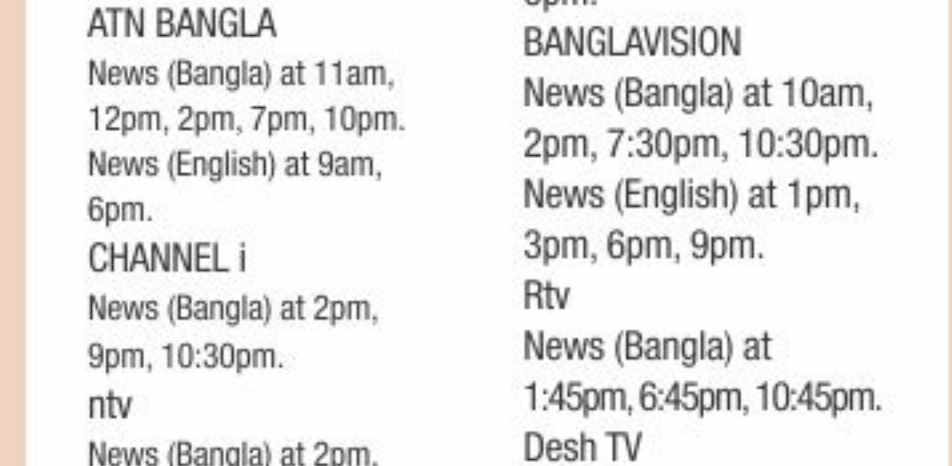 ATN BANGLA
News (Bangla) at 11am,
12pm, 2pm, 7pm, 10pm.
News (English) at 9am,
6pm.
CHANNEL i
News (Bangla) at 2pm,
9pm, 10:30pm.
ntv
News (Bangla) at 2pm,
BANGLAVISION
News (Bangla) at 10am,
2pm, 7:30pm, 10:30pm.
News (English) at 1pm,
3pm, 6pm, 9pm.
Rtv
News (Bangla) at
1:45pm, 6:45pm, 10:45pm.
Desh TV